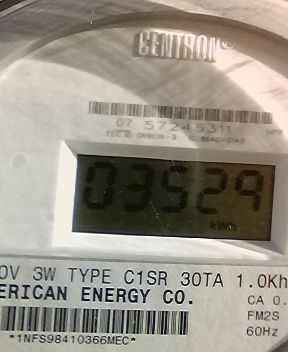 CENTRON®
07 57245311
03529
kWh
0V 3W TYPE C1SR 30TA 1.0Kh
ERICAN ENERGY CO.
CA 0.
FM2S
60Hz
*1NFS98410366MEC*